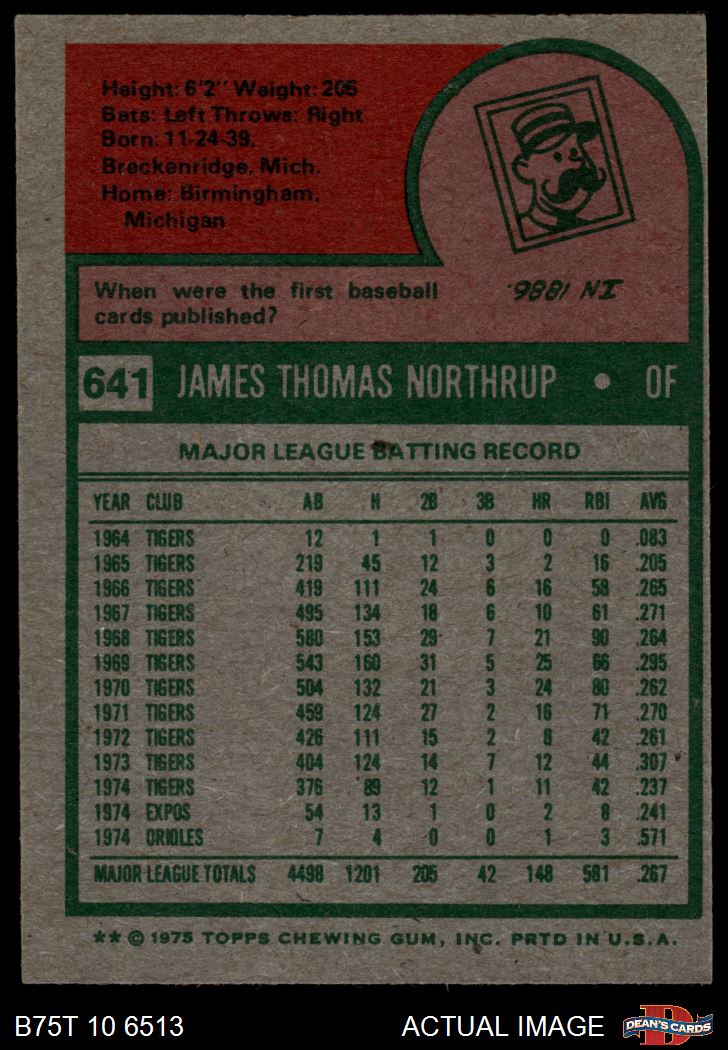 Height: 6'2" Weight: 205
Bats: Left Throws: Right
Born: 11-24-39,
Breckenridge, Mich.
Home: Birmingham,
Michigan
When were the first baseball
cards published?
IN 1886.
641 JAMES THOMAS NORTHRUP • OF
MAJOR LEAGUE BATTING RECORD
YEAR CLUB AB H 2B 3B HR RBI AVG
1964 TIGERS 12 1 1 0 0 0 .083
1965 TIGERS 219 45 12 3 2 16 .205
1966 TIGERS 419 111 24 6 16 58 .265
1967 TIGERS 495 134 18 6 10 61 .271
1968 TIGERS 580 153 29 7 21 90 .264
1969 TIGERS 543 160 31 5 25 66 .295
1970 TIGERS 504 132 21 3 24 80 .262
1971 TIGERS 459 124 27 2 16 71 .270
1972 TIGERS 426 111 15 2 8 42 .261
1973 TIGERS 404 124 14 7 12 44 .307
1974 TIGERS 376 89 12 1 11 42 .237
1974 EXPOS 54 13 1 0 2 8 .241
1974 ORIOLES 7 4 0 0 1 3 .571
MAJOR LEAGUE TOTALS 4498 1201 205 42 148 581 .267
** © 1975 TOPPS CHEWING GUM, INC. PRTD IN U.S.A.
B75T 10 6513 ACTUAL IMAGE
D
DEAN'S CARDS